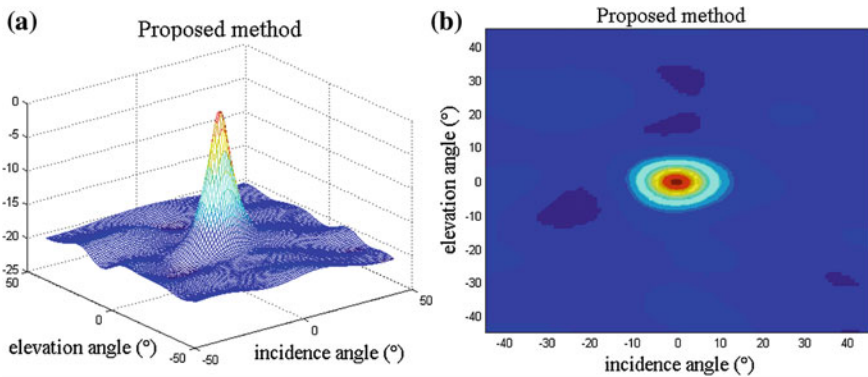 (a)
Proposed method
0
-5
-10
-15
-20
-25
50
0
-50
-50
0
50
elevation angle (°)
incidence angle (°)
(b)
Proposed method
40
30
20
10
0
-10
-20
-30
-40
elevation angle (°)
-40 -30 -20 -10 0 10 20 30 40
incidence angle (°)